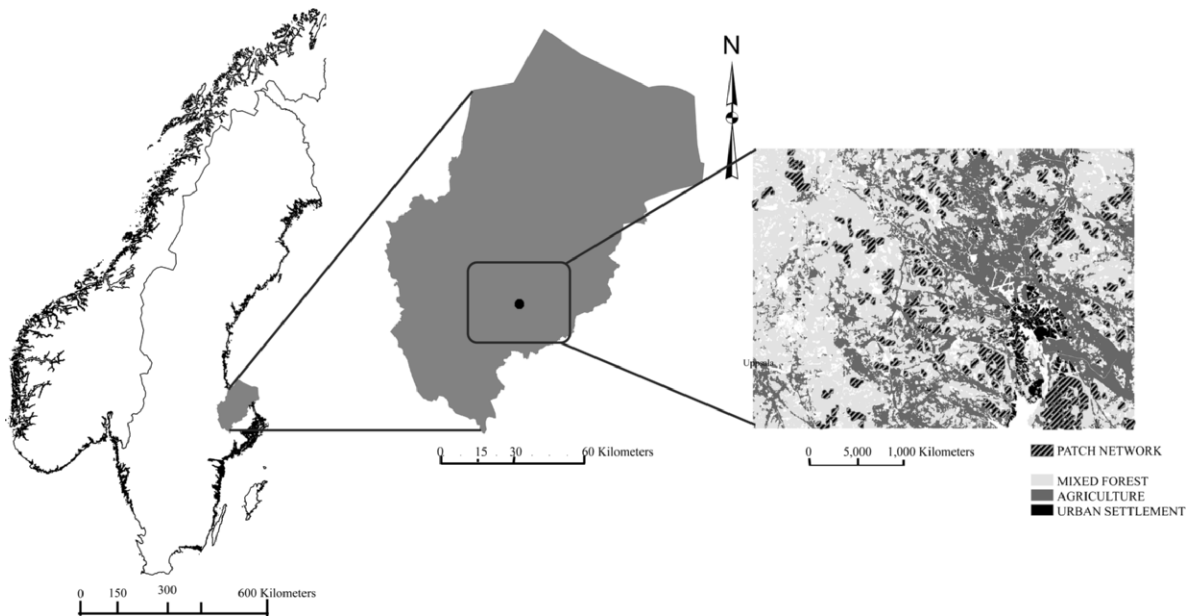 N
Uppsala
0 5,000 1,000 Kilometers
PATCH NETWORK
MIXED FOREST
AGRICULTURE
URBAN SETTLEMENT
0 15 30 60 Kilometers
0 150 300 600 Kilometers